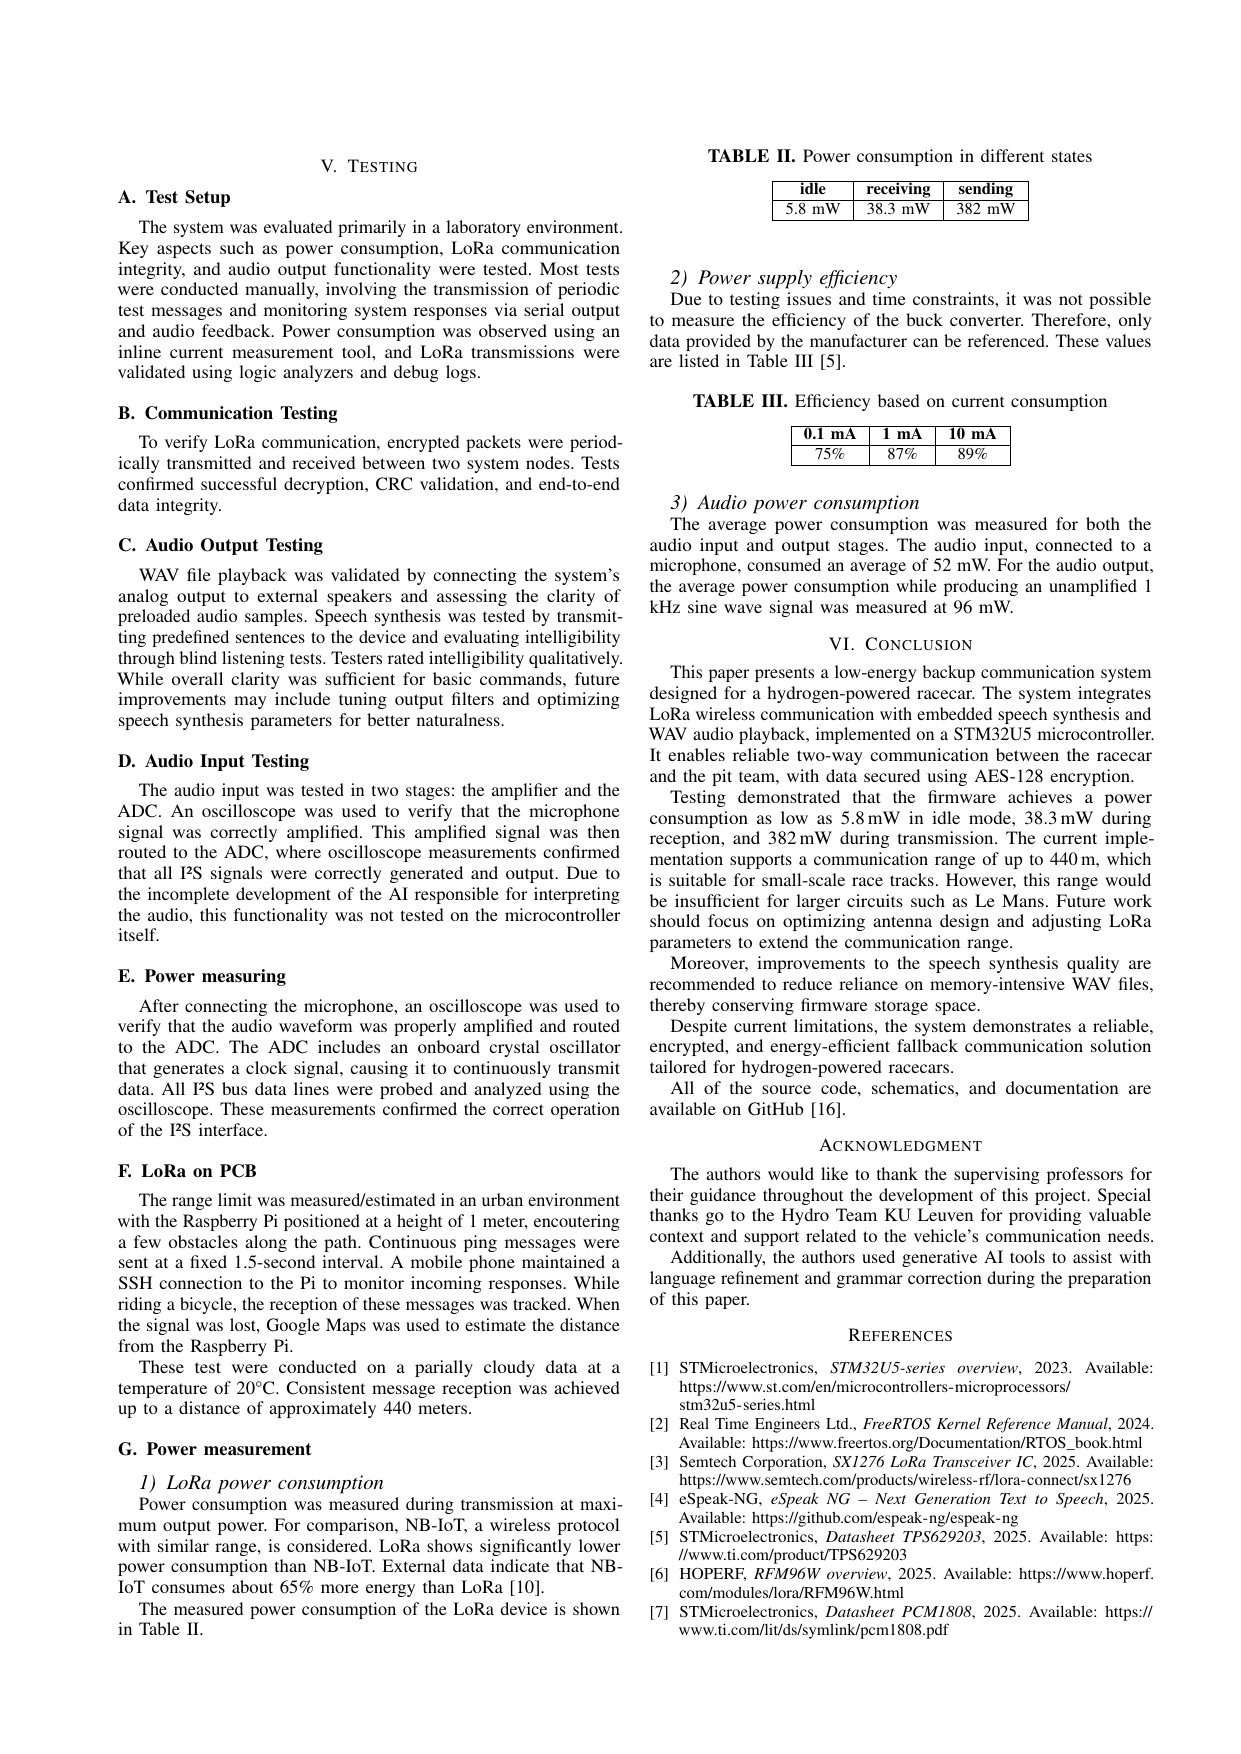 V. TESTING
A. Test Setup
The system was evaluated primarily in a laboratory environment.
Key aspects such as power consumption, LoRa communication
integrity, and audio output functionality were tested. Most tests
were conducted manually, involving the transmission of periodic
test messages and monitoring system responses via serial output
and audio feedback. Power consumption was observed using an
inline current measurement tool, and LoRa transmissions were
validated using logic analyzers and debug logs.
B. Communication Testing
To verify LoRa communication, encrypted packets were period-
ically transmitted and received between two system nodes. Tests
confirmed successful decryption, CRC validation, and end-to-end
data integrity.
C. Audio Output Testing
WAV file playback was validated by connecting the system's
analog output to external speakers and assessing the clarity of
preloaded audio samples. Speech synthesis was tested by transmit-
ting predefined sentences to the device and evaluating intelligibility
through blind listening tests. Testers rated intelligibility qualitatively.
While overall clarity was sufficient for basic commands, future
improvements may include tuning output filters and optimizing
speech synthesis parameters for better naturalness.
D. Audio Input Testing
The audio input was tested in two stages: the amplifier and the
ADC. An oscilloscope was used to verify that the microphone
signal was correctly amplified. This amplified signal was then
routed to the ADC, where oscilloscope measurements confirmed
that all I²S signals were correctly generated and output. Due to
the incomplete development of the AI responsible for interpreting
the audio, this functionality was not tested on the microcontroller
itself.
E. Power measuring
After connecting the microphone, an oscilloscope was used to
verify that the audio waveform was properly amplified and routed
to the ADC. The ADC includes an onboard crystal oscillator
that generates a clock signal, causing it to continuously transmit
data. All I²S bus data lines were probed and analyzed using the
oscilloscope. These measurements confirmed the correct operation
of the I²S interface.
F. LoRa on PCB
The range limit was measured/estimated in an urban environment
with the Raspberry Pi positioned at a height of 1 meter, encoutering
a few obstacles along the path. Continuous ping messages were
sent at a fixed 1.5-second interval. A mobile phone maintained a
SSH connection to the Pi to monitor incoming responses. While
riding a bicycle, the reception of these messages was tracked. When
the signal was lost, Google Maps was used to estimate the distance
from the Raspberry Pi.
These test were conducted on a parially cloudy data at a
temperature of 20°C. Consistent message reception was achieved
up to a distance of approximately 440 meters.
G. Power measurement
1) LoRa power consumption
Power consumption was measured during transmission at maxi-
mum output power. For comparison, NB-IoT, a wireless protocol
with similar range, is considered. LoRa shows significantly lower
power consumption than NB-IoT. External data indicate that NB-
IoT consumes about 65% more energy than LoRa [10].
The measured power consumption of the LoRa device is shown
in Table II.
TABLE II. Power consumption in different states
idle receiving sending
5.8 mW 38.3 mW 382 mW
2) Power supply efficiency
Due to testing issues and time constraints, it was not possible
to measure the efficiency of the buck converter. Therefore, only
data provided by the manufacturer can be referenced. These values
are listed in Table III [5].
TABLE III. Efficiency based on current consumption
0.1 mA 1 mA 10 mA
75% 87% 89%
3) Audio power consumption
The average power consumption was measured for both the
audio input and output stages. The audio input, connected to a
microphone, consumed an average of 52 mW. For the audio output,
the average power consumption while producing an unamplified 1
kHz sine wave signal was measured at 96 mW.
VI. CONCLUSION
This paper presents a low-energy backup communication system
designed for a hydrogen-powered racecar. The system integrates
LoRa wireless communication with embedded speech synthesis and
WAV audio playback, implemented on a STM32U5 microcontroller.
It enables reliable two-way communication between the racecar
and the pit team, with data secured using AES-128 encryption.
Testing demonstrated that the firmware achieves a power
consumption as low as 5.8 mW in idle mode, 38.3 mW during
reception, and 382 mW during transmission. The current imple-
mentation supports a communication range of up to 440 m, which
is suitable for small-scale race tracks. However, this range would
be insufficient for larger circuits such as Le Mans. Future work
should focus on optimizing antenna design and adjusting LoRa
parameters to extend the communication range.
Moreover, improvements to the speech synthesis quality are
recommended to reduce reliance on memory-intensive WAV files,
thereby conserving firmware storage space.
Despite current limitations, the system demonstrates a reliable,
encrypted, and energy-efficient fallback communication solution
tailored for hydrogen-powered racecars.
All of the source code, schematics, and documentation are
available on GitHub [16].
ACKNOWLEDGMENT
The authors would like to thank the supervising professors for
their guidance throughout the development of this project. Special
thanks go to the Hydro Team KU Leuven for providing valuable
context and support related to the vehicle's communication needs.
Additionally, the authors used generative AI tools to assist with
language refinement and grammar correction during the preparation
of this paper.
REFERENCES
[1] STMicroelectronics, STM32U5-series overview, 2023. Available:
https://www.st.com/en/microcontrollers-microprocessors/
stm32u5-series.html
[2] Real Time Engineers Ltd., FreeRTOS Kernel Reference Manual, 2024.
Available: https://www.freertos.org/Documentation/RTOS_book.html
[3] Semtech Corporation, SX1276 LoRa Transceiver IC, 2025. Available:
https://www.semtech.com/products/wireless-rf/lora-connect/sx1276
[4] eSpeak-NG, eSpeak NG – Next Generation Text to Speech, 2025.
Available: https://github.com/espeak-ng/espeak-ng
[5] STMicroelectronics, Datasheet TPS629203, 2025. Available: https:
//www.ti.com/product/TPS629203
[6] HOPERF, RFM96W overview, 2025. Available: https://www.hoperf.
com/modules/lora/RFM96W.html
[7] STMicroelectronics, Datasheet PCM1808, 2025. Available: https://
www.ti.com/lit/ds/symlink/pcm1808.pdf